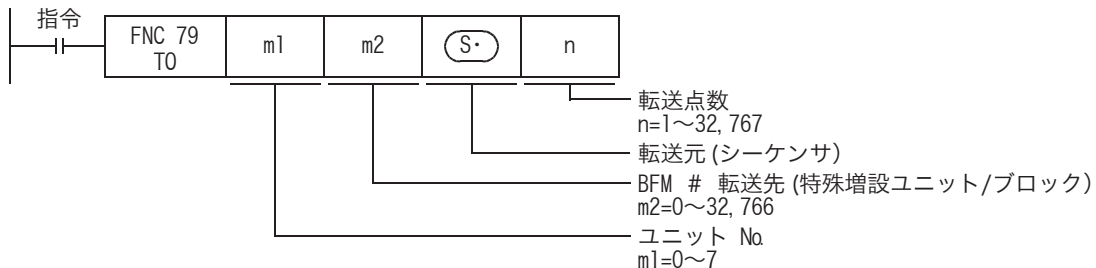 指令
FNC 79
TO
m1
m2
S·
n
転送点数
n=1～32,767
転送元(シーケンサ)
BFM # 転送先(特殊増設ユニット/ブロック)
m2=0～32,766
ユニット No.
m1=0～7